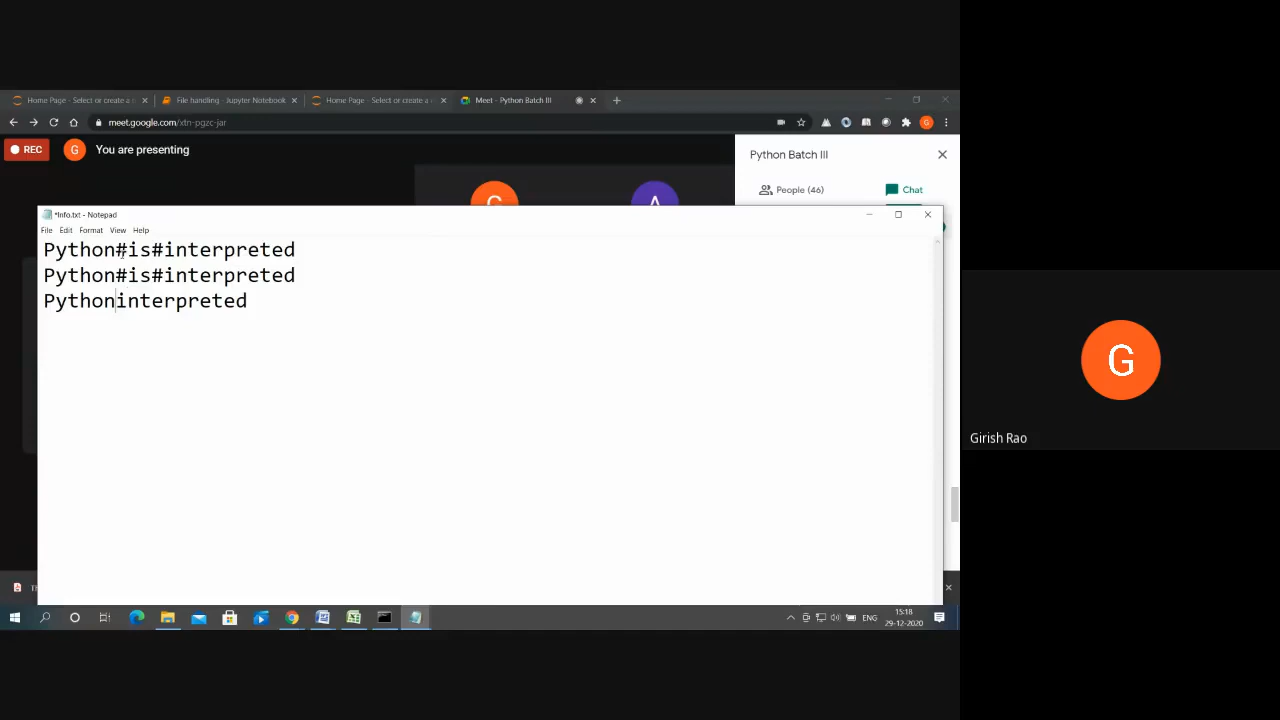 Home Page - Select or create a
File handling - Jupyter Notebook
Home Page - Select or create a
Meet - Python Batch III
meet.google.com/xtn-pgzc-jar
G
REC
G
You are presenting
Python Batch III
People (46)
Chat
G
A
*Info.txt - Notepad
File Edit Format View Help
Python#is#interpreted
Python#is#interpreted
Pythoninterpreted
G
Girish Rao
ENG
15:18
29-12-2020